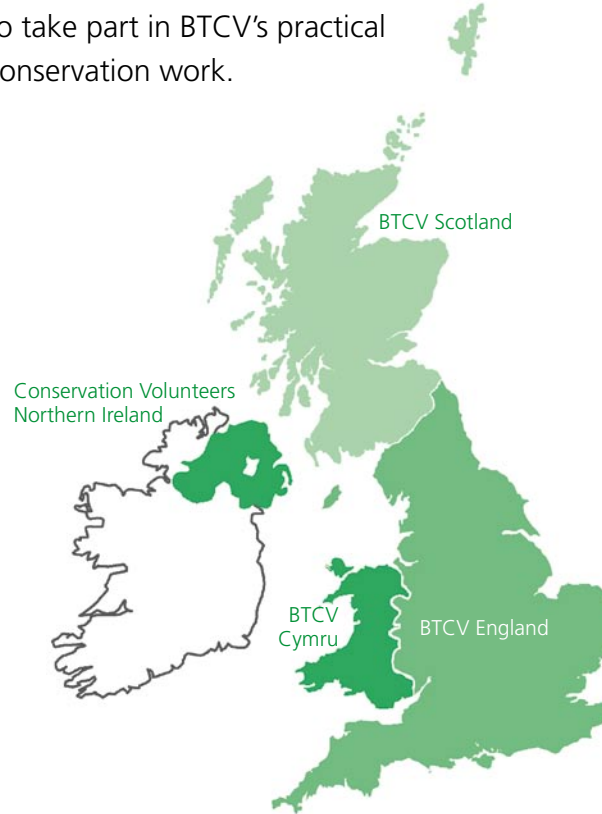 o take part in BTCV's practical
onservation work.
BTCV Scotland
Conservation Volunteers
Northern Ireland
BTCV
Cymru
BTCV England